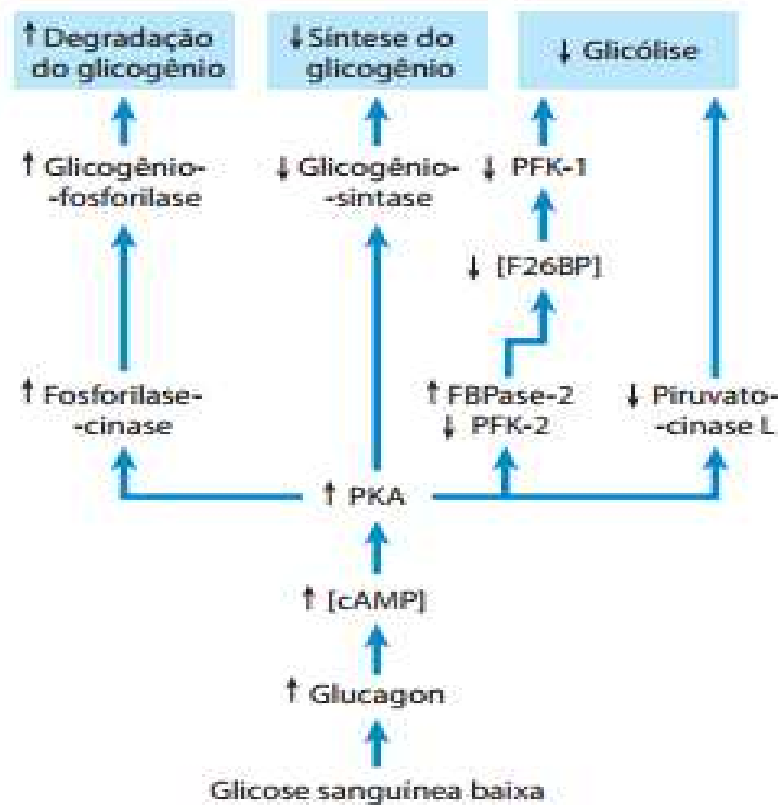 ↑ Degradação
do glicogênio
↓ Síntese do
glicogênio
↓ Glicólise
↑ Glicogênio-
-fosforilase
↓ Glicogênio-
-sintase
↓ PFK-1
↓ [F26BP]
↑ Fosforilase-
-cinase
↑ FBPase-2
↓ PFK-2
↓ Piruvato-
-cinase L
↑ PKA
↑ [cAMP]
↑ Glucagon
Glicose sanguínea baixa